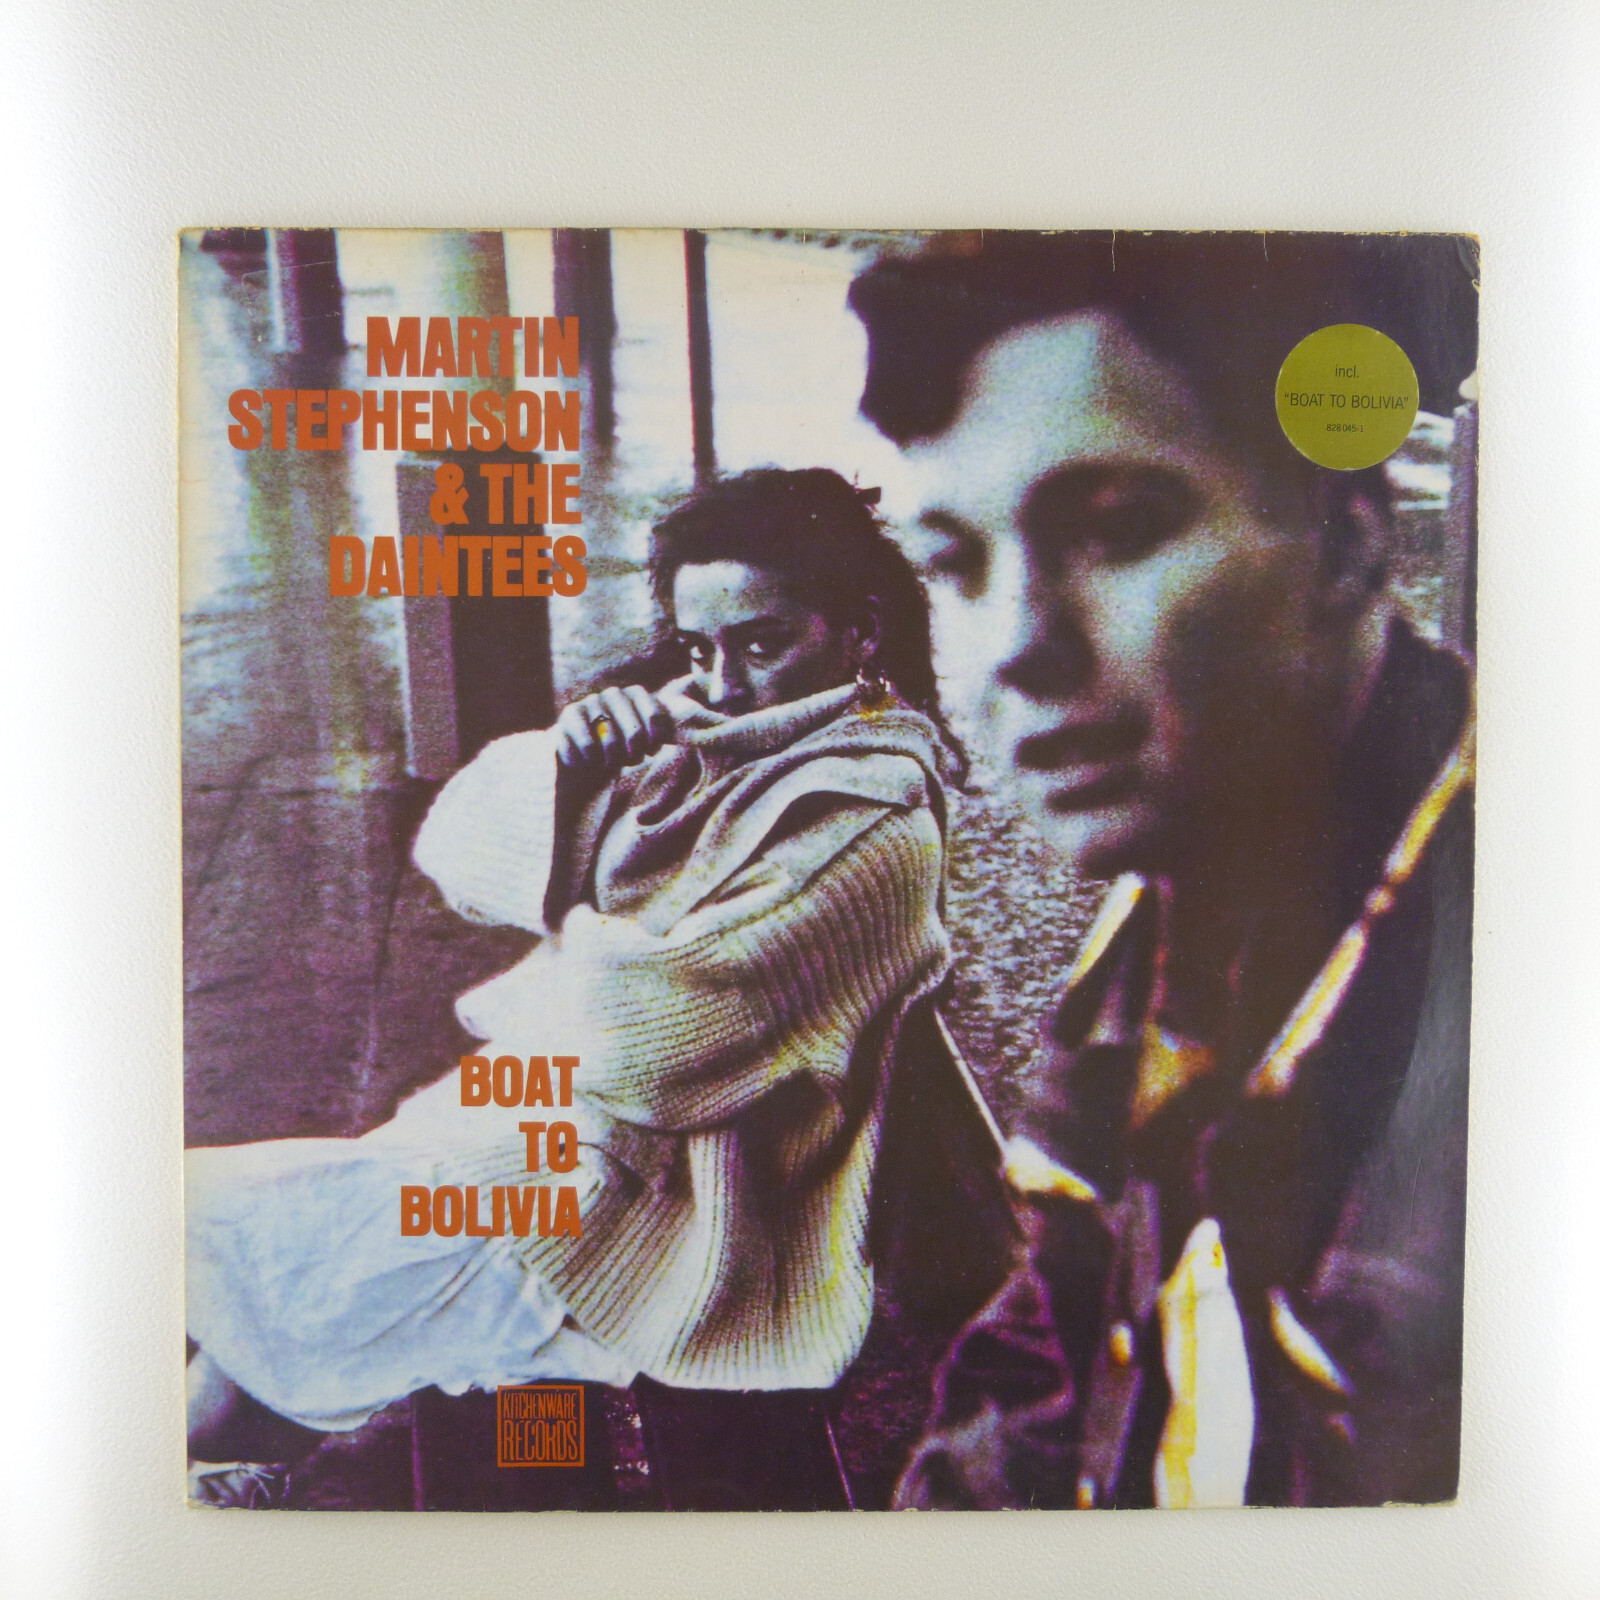 MARTIN
STEPHENSON
& THE
DAINTEES
incl.
"BOAT TO BOLIVIA"
828 045-1
BOAT
TO
BOLIVIA
KITCHENWARE
RECORDS